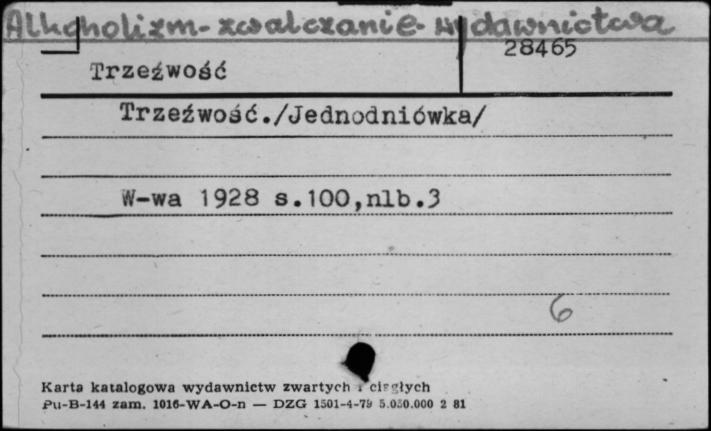 Alkoholizm - zwalczanie - wydawnictwa
28465
Trzeźwość
Trzeźwość./Jednodniówka/
W-wa 1928 s.100,nlb.3
6
Karta katalogowa wydawnictw zwartych i ciągłych
Pu-B-144 zam. 1016-WA-O-n — DZG 1501-4-79 5.050.000 2 81